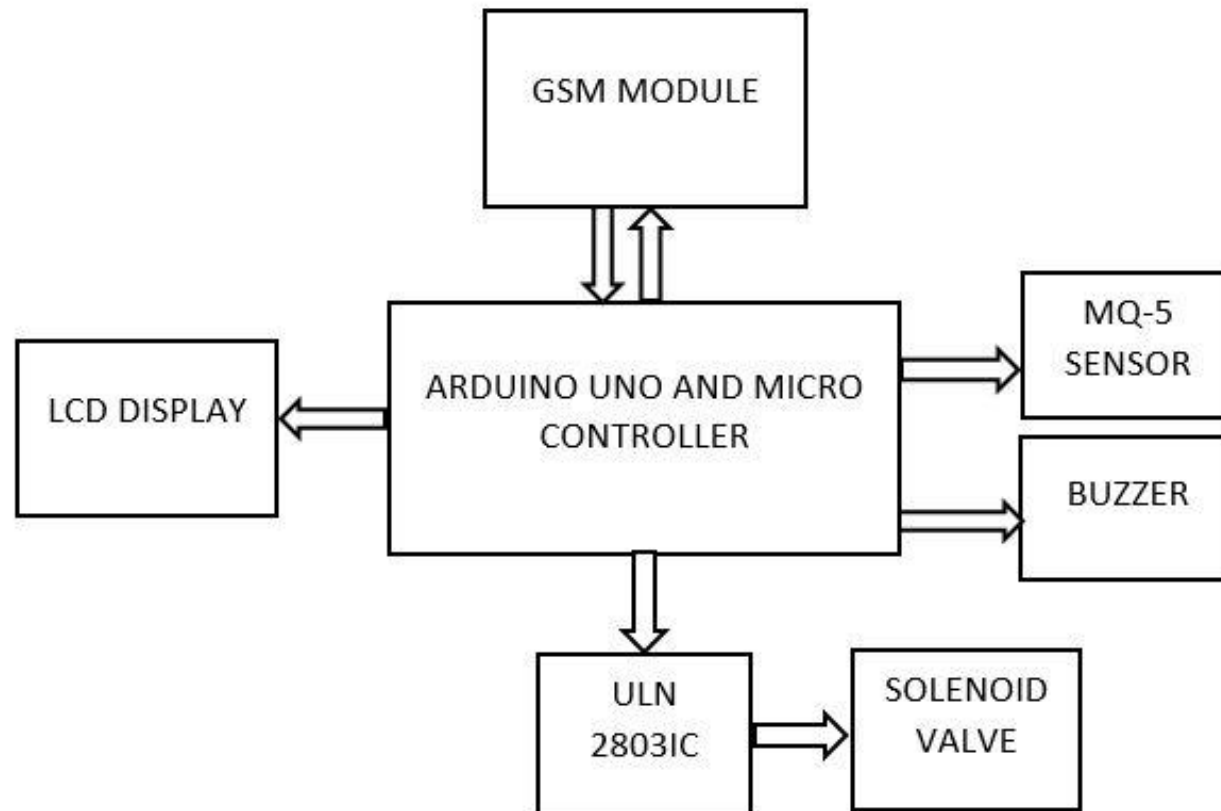 GSM MODULE
MQ-5
SENSOR
LCD DISPLAY
ARDUINO UNO AND MICRO
CONTROLLER
BUZZER
ULN
2803IC
SOLENOID
VALVE